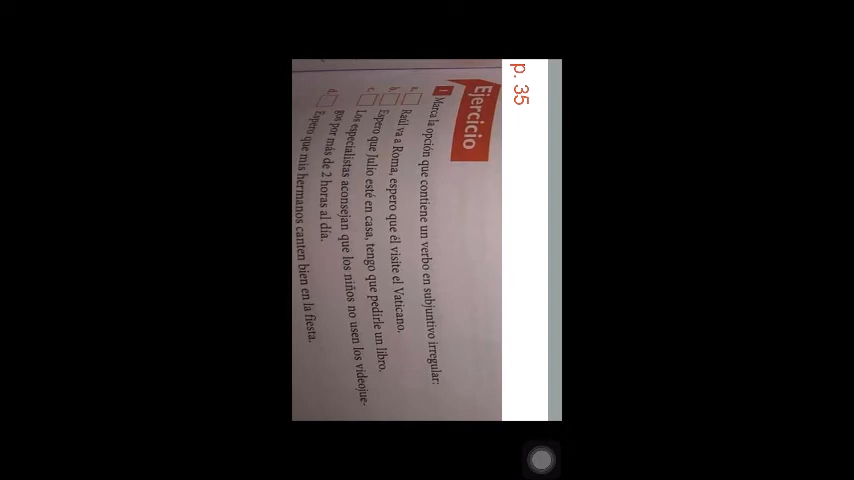 p. 35
Ejercicio
1 Marca la opción que contiene un verbo en subjuntivo irregular:
a. Raúl va a Roma, espero que él visite el Vaticano.
b. Espero que Julio esté en casa, tengo que pedirle un libro.
c. Los especialistas aconsejan que los niños no usen los videojue-
gos por más de 2 horas al día.
d. Espero que mis hermanos canten bien en la fiesta.